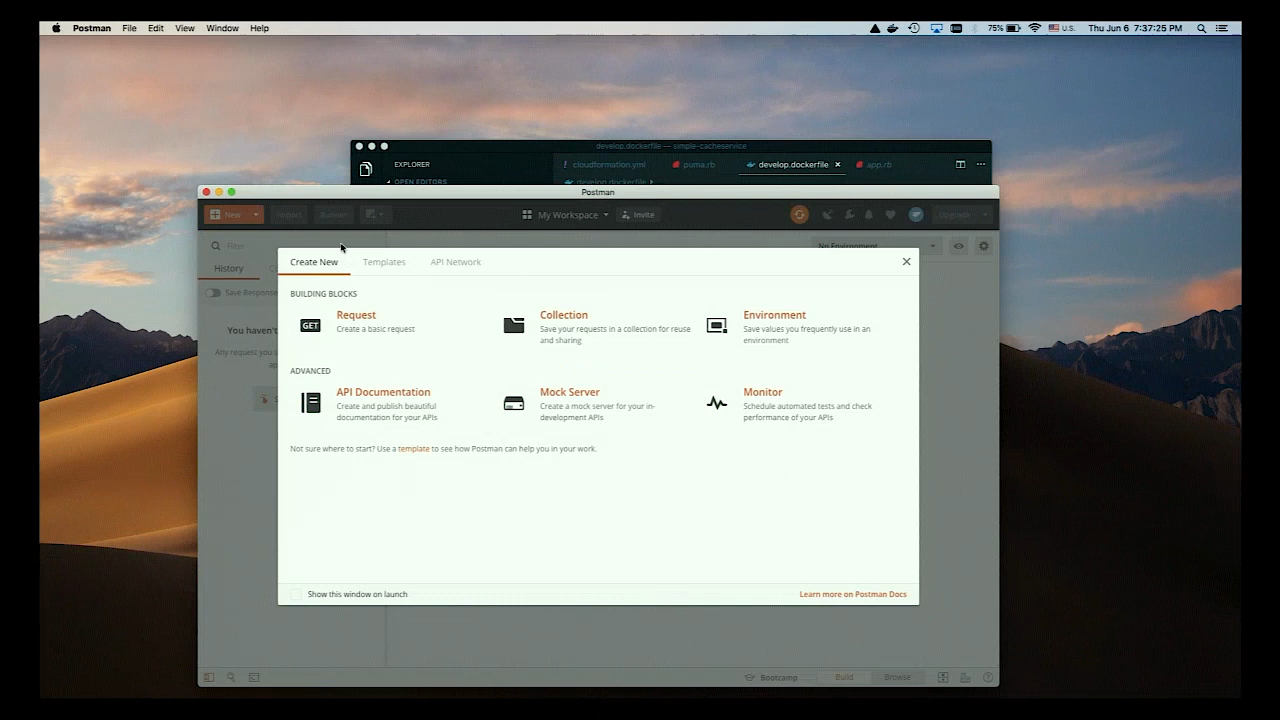 Postman File Edit View Window Help 75% U.S. Thu Jun 6 7:37:25 PM
develop.dockerfile — simple-cacheservice
EXPLORER ! cloudformation.yml puma.rb develop.dockerfile × app.rb ...
OPEN EDITORS develop.dockerfile
Postman
New Import Runner My Workspace Invite Upgrade
Filter No Environment
Create New Templates API Network
History
BUILDING BLOCKS
Save Response
Request Collection Environment
GET Create a basic request Save your requests in a collection for reuse Save values you frequently use in an
and sharing environment
You haven't
Any request you
ADVANCED
API Documentation Mock Server Monitor
Create and publish beautiful Create a mock server for your in- Schedule automated tests and check
documentation for your APIs development APIs performance of your APIs
Not sure where to start? Use a template to see how Postman can help you in your work.
Show this window on launch Learn more on Postman Docs
Bootcamp Build Browse